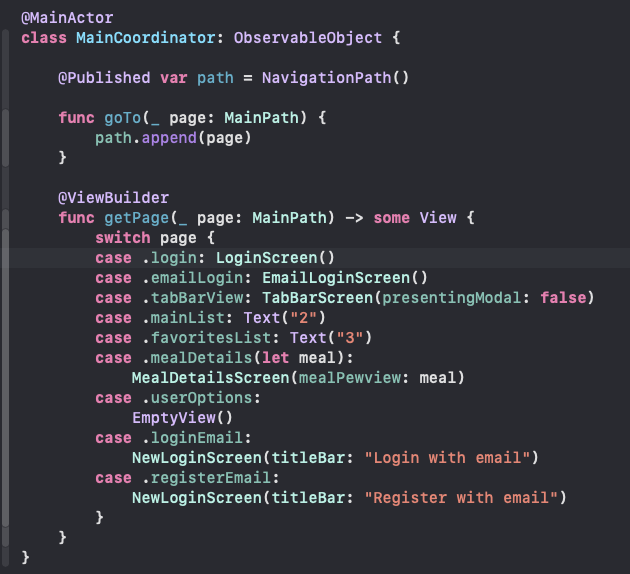 @MainActor
class MainCoordinator: ObservableObject {
@Published var path = NavigationPath()
func goTo(_ page: MainPath) {
path.append(page)
}
@ViewBuilder
func getPage(_ page: MainPath) -> some View {
switch page {
case .login: LoginScreen()
case .emailLogin: EmailLoginScreen()
case .tabBarView: TabBarScreen(presentingModal: false)
case .mainList: Text("2")
case .favoritesList: Text("3")
case .mealDetails(let meal):
MealDetailsScreen(mealPewview: meal)
case .userOptions:
EmptyView()
case .loginEmail:
NewLoginScreen(titleBar: "Login with email")
case .registerEmail:
NewLoginScreen(titleBar: "Register with email")
}
}
}